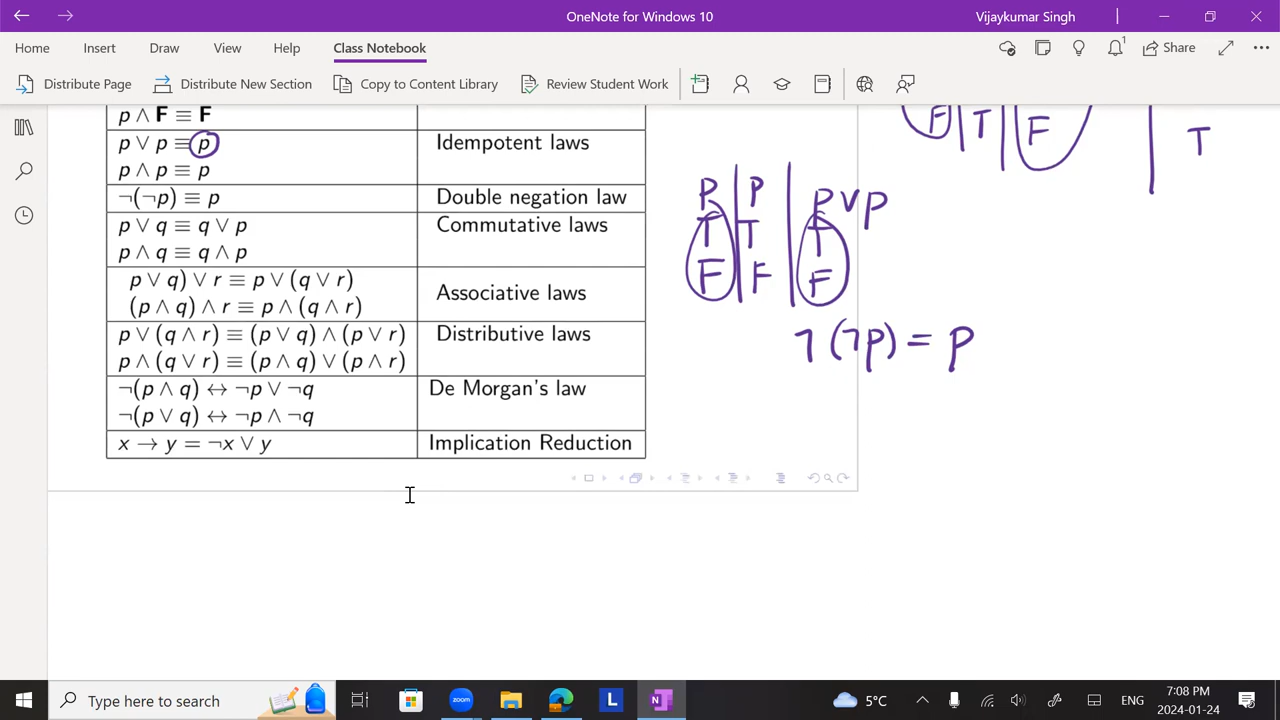 OneNote for Windows 10
Vijaykumar Singh
Home Insert Draw View Help Class Notebook
Share
Distribute Page Distribute New Section Copy to Content Library Review Student Work
p ∧ F ≡ F
p ∨ p ≡ p Idempotent laws
p ∧ p ≡ p
¬(¬p) ≡ p Double negation law
p ∨ q ≡ q ∨ p Commutative laws
p ∧ q ≡ q ∧ p
p ∨ q) ∨ r ≡ p ∨ (q ∨ r) Associative laws
(p ∧ q) ∧ r ≡ p ∧ (q ∧ r)
p ∨ (q ∧ r) ≡ (p ∨ q) ∧ (p ∨ r) Distributive laws
p ∧ (q ∨ r) ≡ (p ∧ q) ∨ (p ∧ r)
¬(p ∧ q) ↔ ¬p ∨ ¬q De Morgan's law
¬(p ∨ q) ↔ ¬p ∧ ¬q
x → y = ¬x ∨ y Implication Reduction
F T F T
P P P∨P
T T T
F F F
¬(¬p) = p
Type here to search
L
5°C
ENG
7:08 PM
2024-01-24